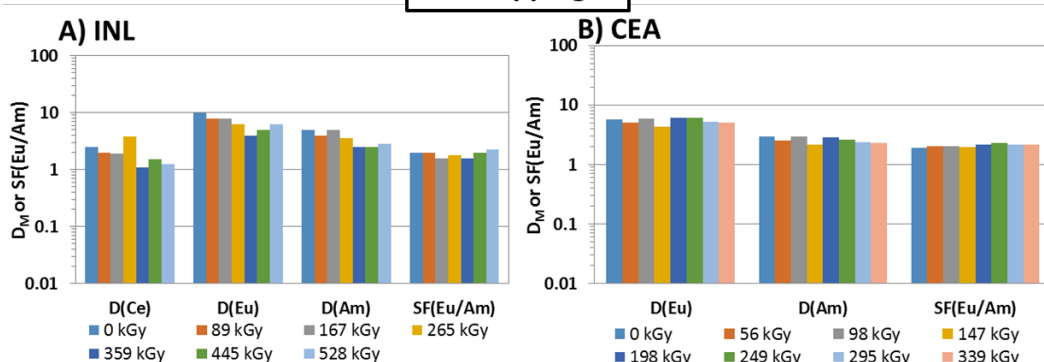 A) INL
100
10
1
0.1
0.01
D_M or SF(Eu/Am)
D(Ce) D(Eu) D(Am) SF(Eu/Am)
0 kGy 89 kGy 167 kGy 265 kGy
359 kGy 445 kGy 528 kGy
B) CEA
100
10
1
0.1
0.01
D_M or SF(Eu/Am)
D(Eu) D(Am) SF(Eu/Am)
0 kGy 56 kGy 98 kGy 147 kGy
198 kGy 249 kGy 295 kGy 339 kGy